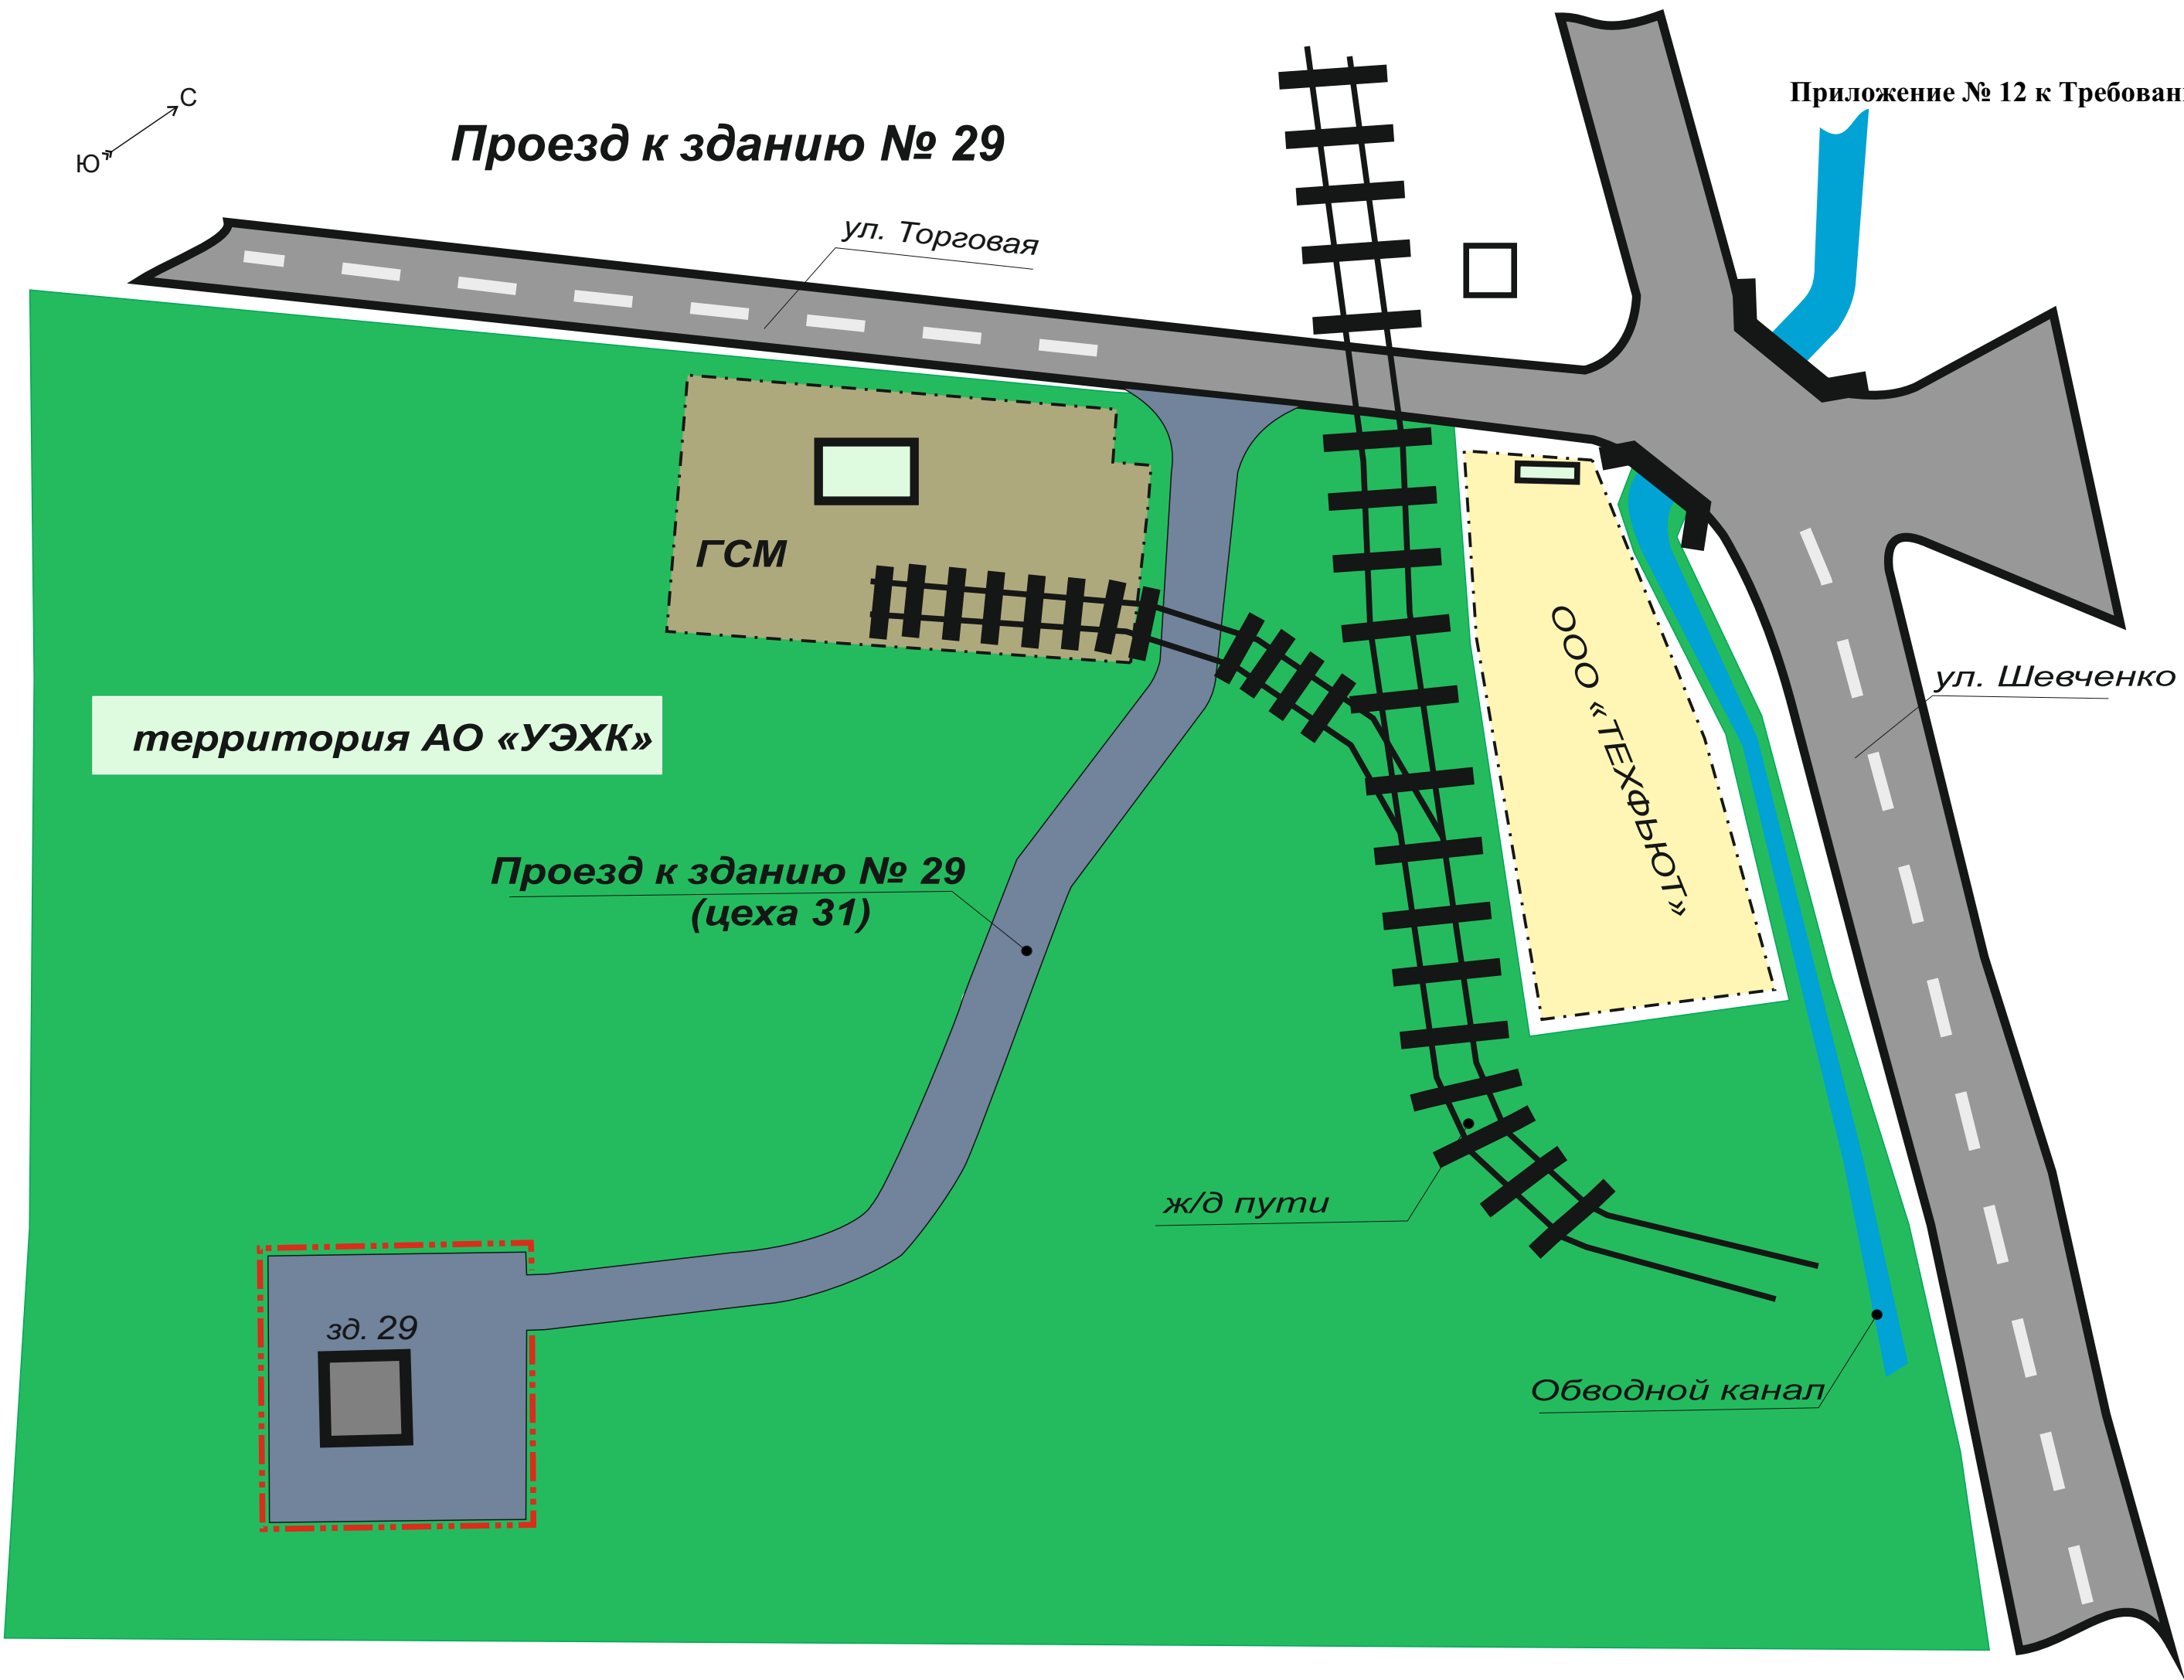 С
Ю
Приложение № 12 к Требован
Проезд к зданию № 29
ул. Торговая
ГСМ
ООО «ТЕХФЬЮТ»
ул. Шевченко
территория АО «УЭХК»
Проезд к зданию № 29
(цеха 31)
ж/д пути
зд. 29
Обводной канал